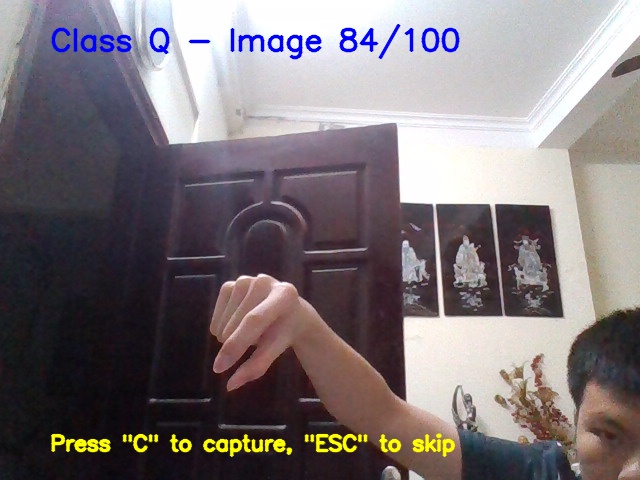 Class Q - Image 84/100
Press "C" to capture, "ESC" to skip